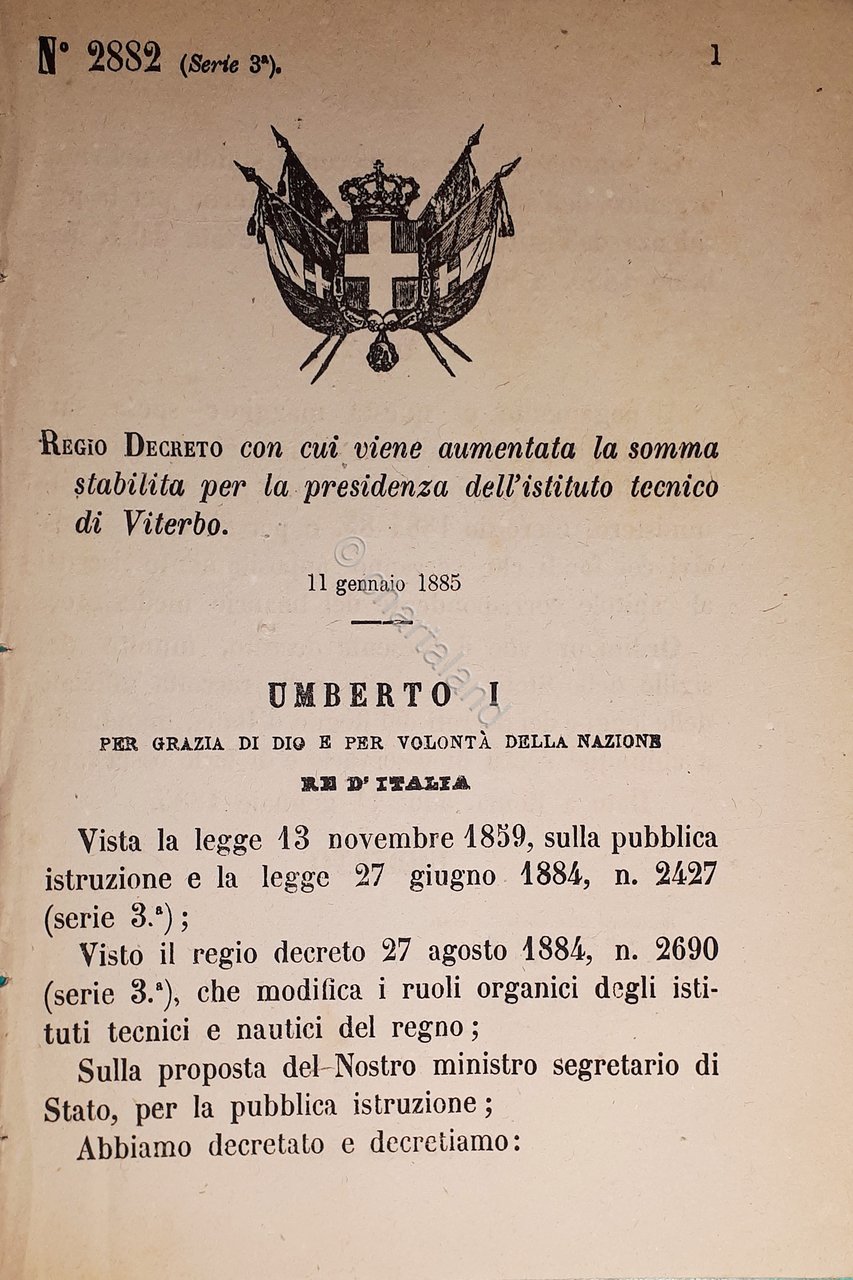 N° 2882 (Serie 3ª).
1
REGIO DECRETO con cui viene aumentata la somma
stabilita per la presidenza dell'istituto tecnico
di Viterbo.
11 gennaio 1885
© chartaland
UMBERTO I
PER GRAZIA DI DIO E PER VOLONTÀ DELLA NAZIONE
RE D'ITALIA
Vista la legge 13 novembre 1859, sulla pubblica
istruzione e la legge 27 giugno 1884, n. 2427
(serie 3.ª);
Visto il regio decreto 27 agosto 1884, n. 2690
(serie 3.ª), che modifica i ruoli organici degli isti-
tuti tecnici e nautici del regno;
Sulla proposta del Nostro ministro segretario di
Stato, per la pubblica istruzione;
Abbiamo decretato e decretiamo: